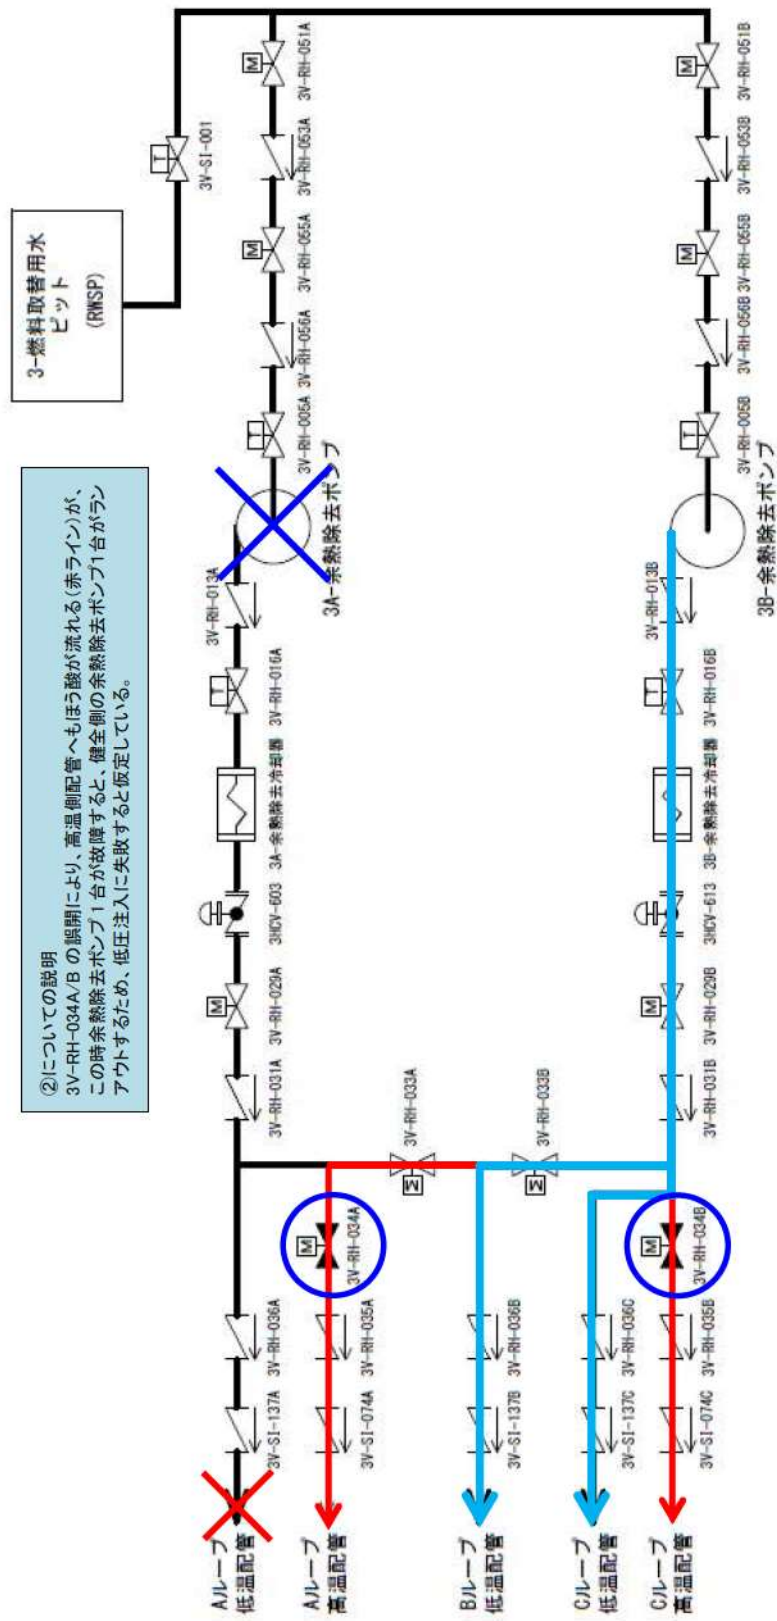 ②についての説明
3V-RH-034A/B の誤開により、高温側配管へもほう酸が流れる(赤ライン)が、
この時余熱除去ポンプ1台が故障すると、健全側の余熱除去ポンプ1台がラン
アウトするため、低圧注入に失敗すると仮定している。
3-燃料取替用水
ピット
(RWSP)
T
3V-SI-001
Aループ
低温配管
3V-SI-137A
3V-RH-036A
3V-RH-031A
M
3V-RH-029A
3HCV-603
3A-余熱除去冷却器
T
3V-RH-016A
3V-RH-013A
3A-余熱除去ポンプ
T
3V-RH-005A
3V-RH-056A
M
3V-RH-055A
3V-RH-053A
M
3V-RH-051A
Aループ
高温配管
3V-SI-074A
3V-RH-035A
M
3V-RH-034A
M
3V-RH-033A
Bループ
低温配管
3V-SI-137B
3V-RH-036B
M
3V-RH-033B
Cループ
低温配管
3V-SI-137C
3V-RH-036C
Cループ
高温配管
3V-SI-074C
3V-RH-035B
M
3V-RH-034B
3V-RH-031B
M
3V-RH-029B
3HCV-613
3B-余熱除去冷却器
T
3V-RH-016B
3V-RH-013B
3B-余熱除去ポンプ
T
3V-RH-005B
3V-RH-056B
M
3V-RH-055B
3V-RH-053B
M
3V-RH-051B